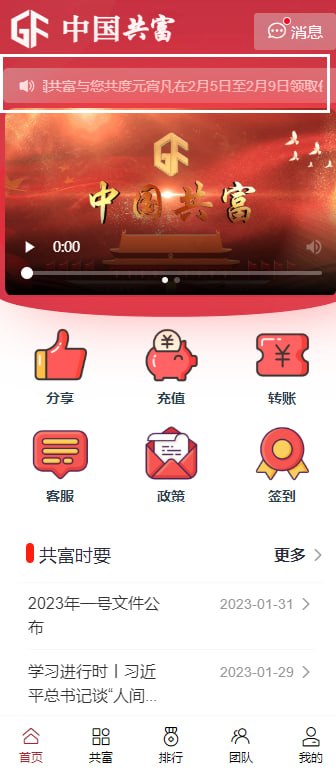 GF 中国共富
消息
国共富与您共度元宵凡在2月5日至2月9日领取
GF
中国共富
0:00
分享 充值 转账
客服 政策 签到
共富时要 更多
2023年一号文件公 2023-01-31
布
学习进行时丨习近 2023-01-29
平总书记谈“人间...
首页 共富 排行 团队 我的